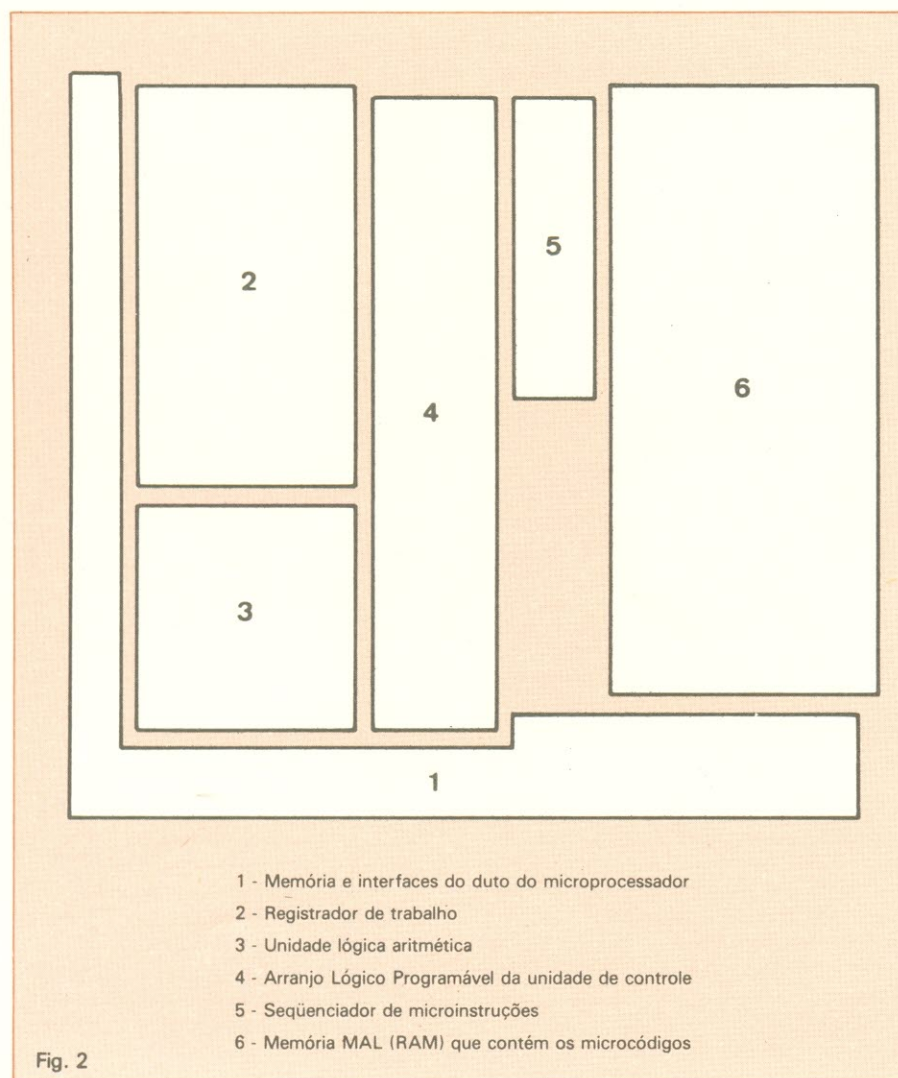 2
5
6
4
3
1
1 - Memória e interfaces do duto do microprocessador
2 - Registrador de trabalho
3 - Unidade lógica aritmética
4 - Arranjo Lógico Programável da unidade de controle
5 - Seqüenciador de microinstruções
6 - Memória MAL (RAM) que contém os microcódigos
Fig. 2